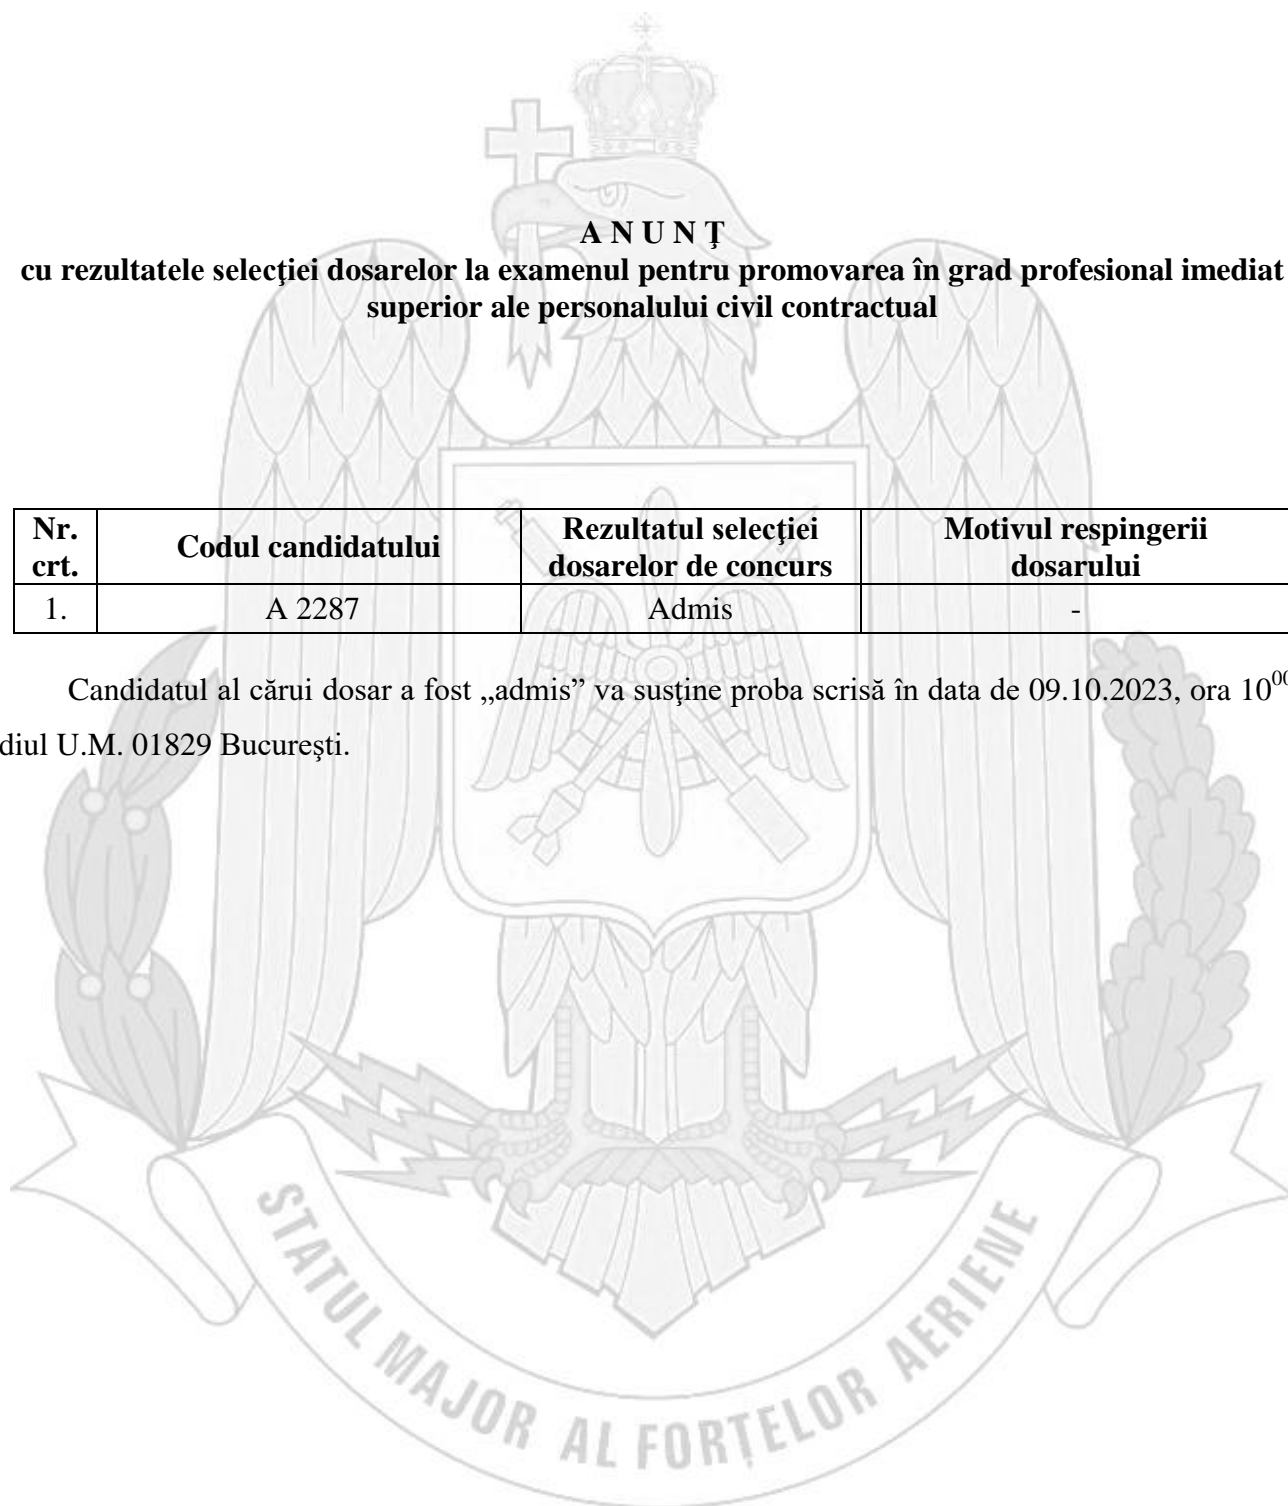 A N U N Ţ
cu rezultatele selecţiei dosarelor la examenul pentru promovarea în grad profesional imediat
superior ale personalului civil contractual
Nr. crt.
Codul candidatului
Rezultatul selecţiei dosarelor de concurs
Motivul respingerii dosarului
1.
A 2287
Admis
-
Candidatul al cărui dosar a fost „admis” va susţine proba scrisă în data de 09.10.2023, ora 10⁰⁰
diul U.M. 01829 Bucureşti.
STATUL MAJOR AL FORȚELOR AERIENE